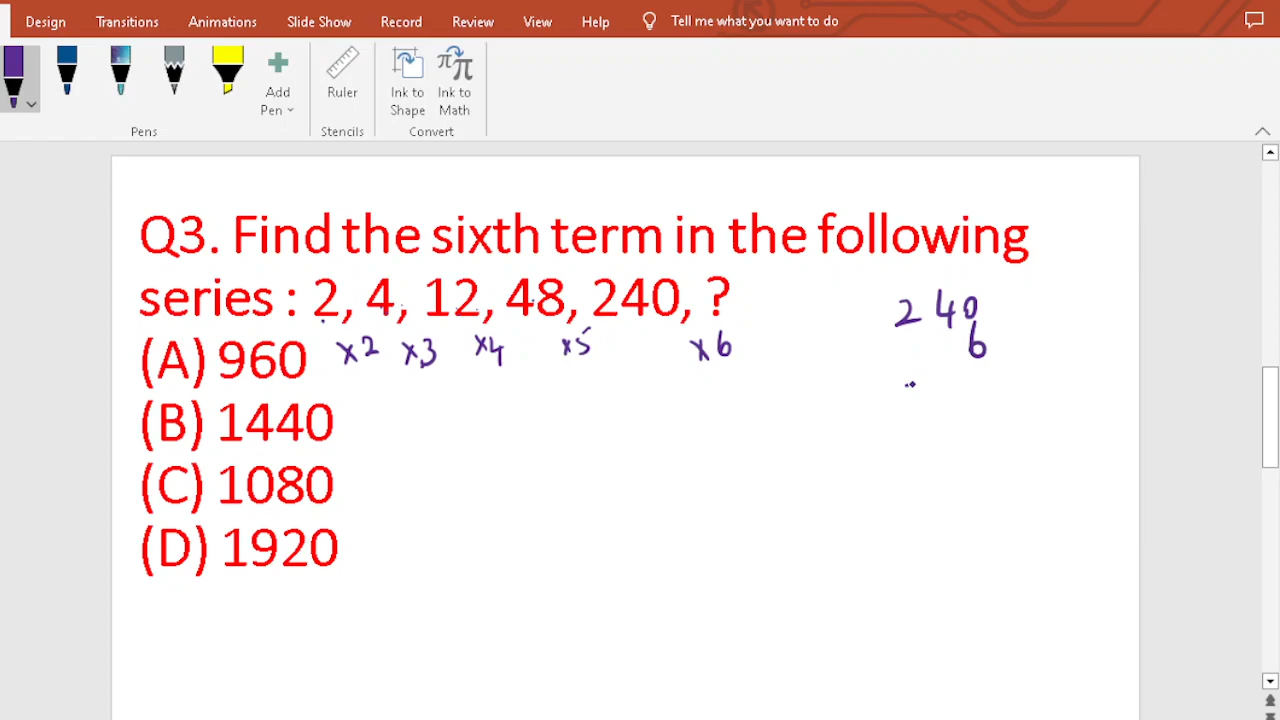 Design Transitions Animations Slide Show Record Review View Help Tell me what you want to do
Add Pen
Ruler
Ink to Shape
Ink to Math
Pens Stencils Convert
Q3. Find the sixth term in the following
series : 2, 4, 12, 48, 240, ?
x2 x3 x4 x5 x6
240
6
(A) 960
(B) 1440
(C) 1080
(D) 1920